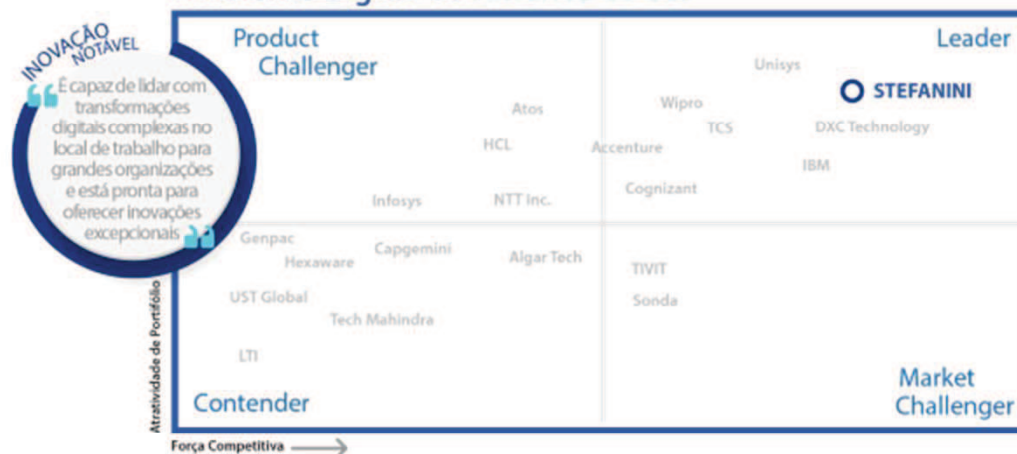 INOVAÇÃO
NOTÁVEL
É capaz de lidar com
transformações
digitais complexas no
local de trabalho para
grandes organizações
e está pronta para
oferecer inovações
excepcionais
Product
Challenger
Leader
Unisys
STEFANINI
Atos
Wipro
TCS
DXC Technology
HCL
Accenture
IBM
Cognizant
Infosys
NTT Inc.
Genpac
Hexaware
Capgemini
Algar Tech
TIVIT
UST Global
Sonda
Tech Mahindra
LTI
Contender
Market
Challenger
Atratividade de Portifólio
Força Competitiva